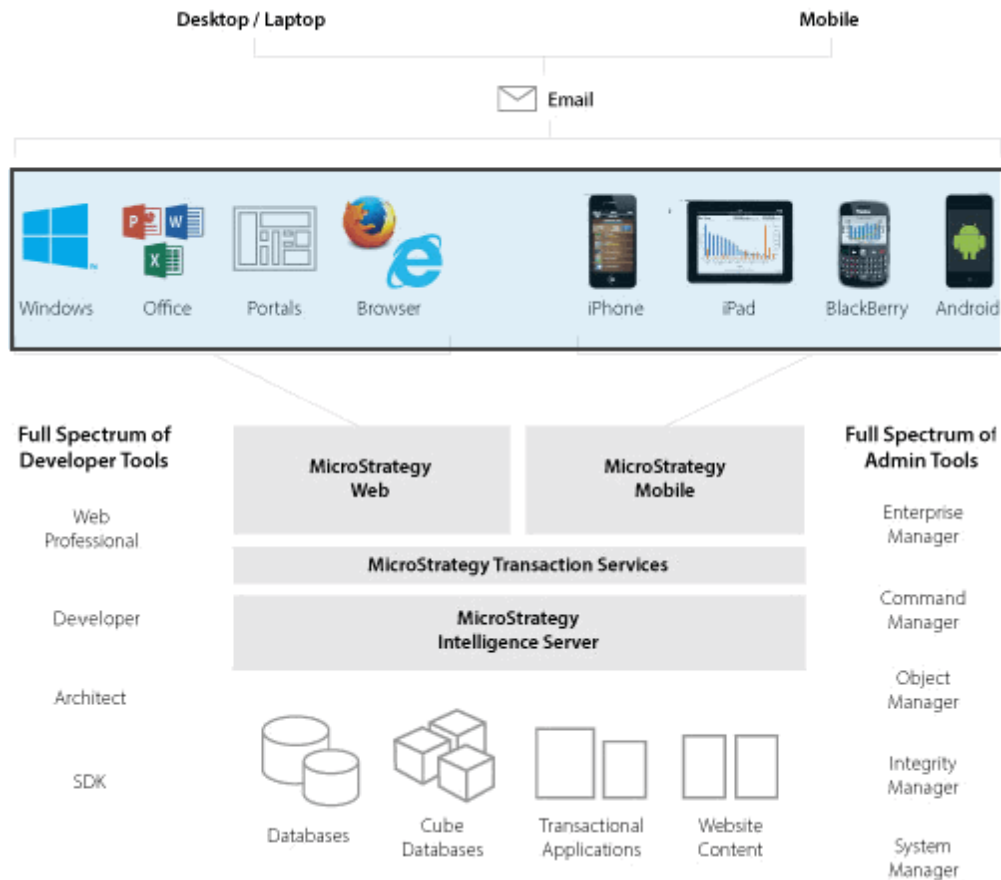 Desktop / Laptop
Mobile
Email
P
W
X
Windows
Office
Portals
Browser
iPhone
iPad
BlackBerry
Android
Full Spectrum of
Developer Tools
Web
Professional
Developer
Architect
SDK
MicroStrategy
Web
MicroStrategy
Mobile
MicroStrategy Transaction Services
MicroStrategy
Intelligence Server
Databases
Cube
Databases
Transactional
Applications
Website
Content
Full Spectrum of
Admin Tools
Enterprise
Manager
Command
Manager
Object
Manager
Integrity
Manager
System
Manager